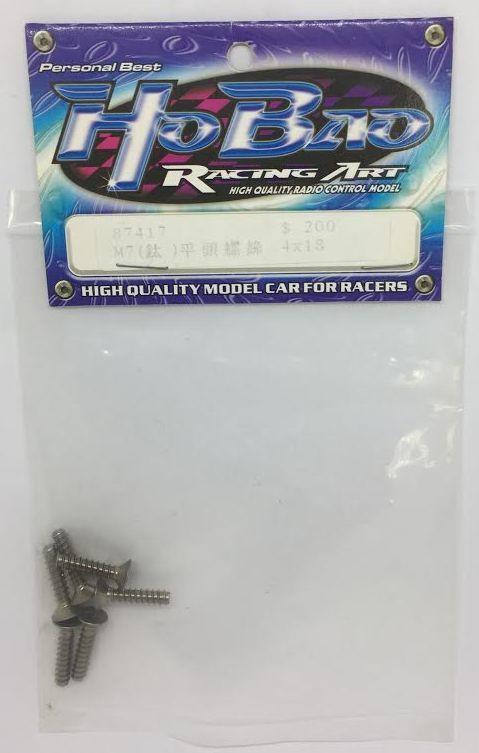 Personal Best
HoBao
Racing Art
HIGH QUALITY, RADIO CONTROL MODEL
87417 $ 200
M7(鈦)平頭螺絲 4x18
HIGH QUALITY MODEL CAR FOR RACERS